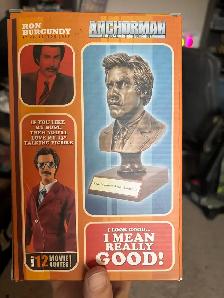 RON
BURGUNDY
ANCHORMAN
IF YOU LIKE
MY BUST,
THEN YOU'LL
LOVE MY 13"
TALKING FIGURE
12 MOVIE
QUOTES!
I LOOK GOOD...
I MEAN
REALLY
GOOD!